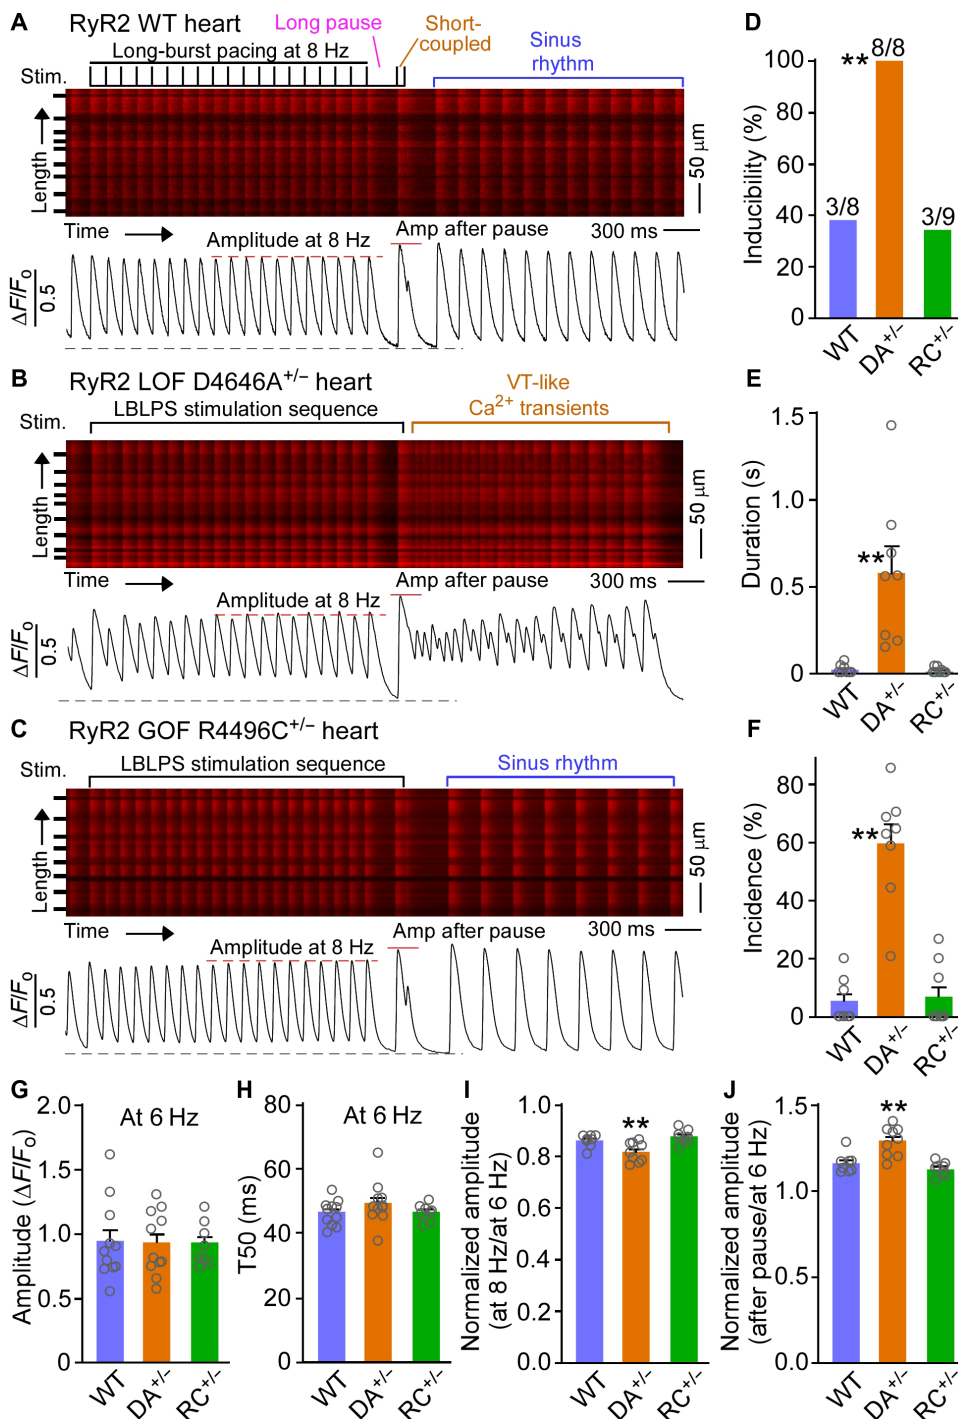 A RyR2 WT heart
Long pause
Short-coupled
Long-burst pacing at 8 Hz
Sinus rhythm
Stim.
Length
50 µm
Time
Amplitude at 8 Hz
Amp after pause
300 ms
ΔF/Fo
0.5
B RyR2 LOF D4646A+/− heart
VT-like
Ca2+ transients
LBLPS stimulation sequence
Stim.
Length
50 µm
Time
Amplitude at 8 Hz
Amp after pause
300 ms
ΔF/Fo
0.5
C RyR2 GOF R4496C+/− heart
LBLPS stimulation sequence
Sinus rhythm
Stim.
Length
50 µm
Time
Amplitude at 8 Hz
Amp after pause
300 ms
ΔF/Fo
0.5
D
Inducibility (%)
100
80
60
40
20
0
3/8
** 8/8
3/9
WT
DA+/−
RC+/−
E
Duration (s)
1.5
1.0
0.5
0
**
WT
DA+/−
RC+/−
F
Incidence (%)
80
60
40
20
0
**
WT
DA+/−
RC+/−
G
At 6 Hz
Amplitude (ΔF/Fo)
2.0
1.5
1.0
0.5
0
WT
DA+/−
RC+/−
H
At 6 Hz
T50 (ms)
80
60
40
20
0
WT
DA+/−
RC+/−
I
Normalized amplitude
(at 8 Hz/at 6 Hz)
1.0
0.8
0.6
0.4
0.2
0.0
**
WT
DA+/−
RC+/−
J
Normalized amplitude
(after pause/at 6 Hz)
1.5
1.0
0.5
0.0
**
WT
DA+/−
RC+/−